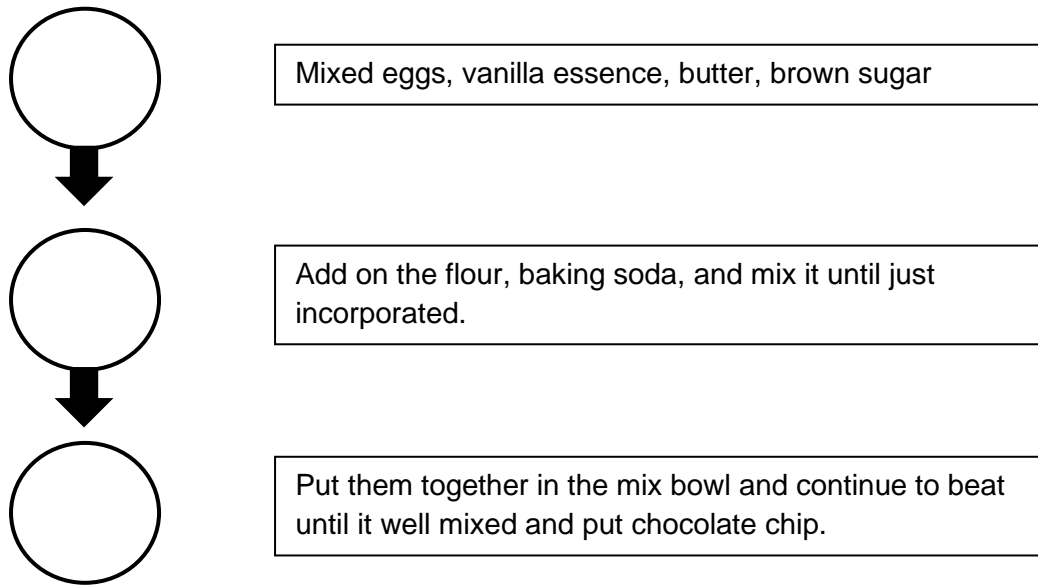 Mixed eggs, vanilla essence, butter, brown sugar
Add on the flour, baking soda, and mix it until just
incorporated.
Put them together in the mix bowl and continue to beat
until it well mixed and put chocolate chip.